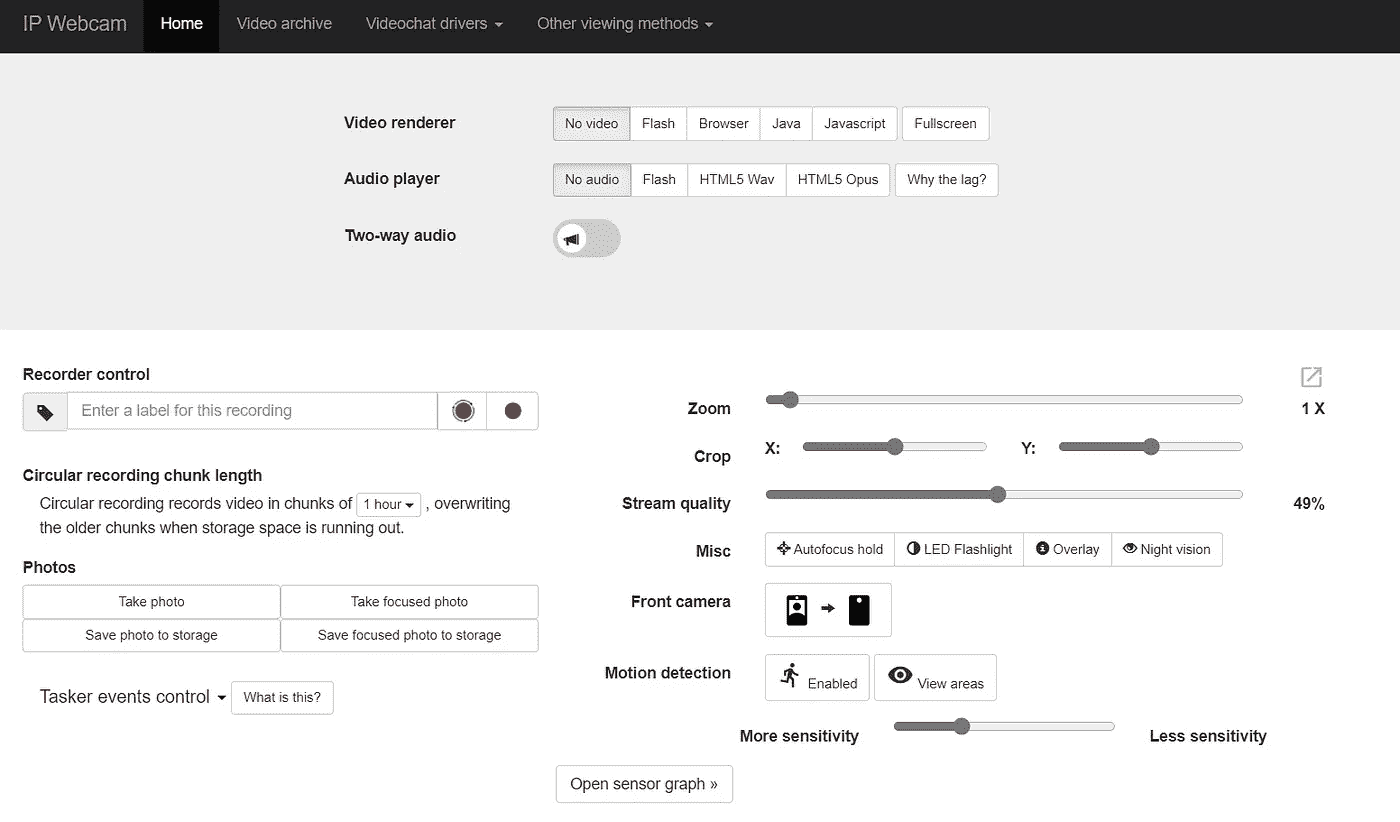 IP Webcam Home Video archive Videochat drivers Other viewing methods
Video renderer No video Flash Browser Java Javascript Fullscreen
Audio player No audio Flash HTML5 Wav HTML5 Opus Why the lag?
Two-way audio
Recorder control
Enter a label for this recording
Circular recording chunk length
Circular recording records video in chunks of 1 hour , overwriting
the older chunks when storage space is running out.
Photos
Take photo Take focused photo
Save photo to storage Save focused photo to storage
Tasker events control What is this?
Zoom 1 X
Crop X: Y:
Stream quality 49%
Misc Autofocus hold LED Flashlight Overlay Night vision
Front camera
Motion detection Enabled View areas
More sensitivity Less sensitivity
Open sensor graph »